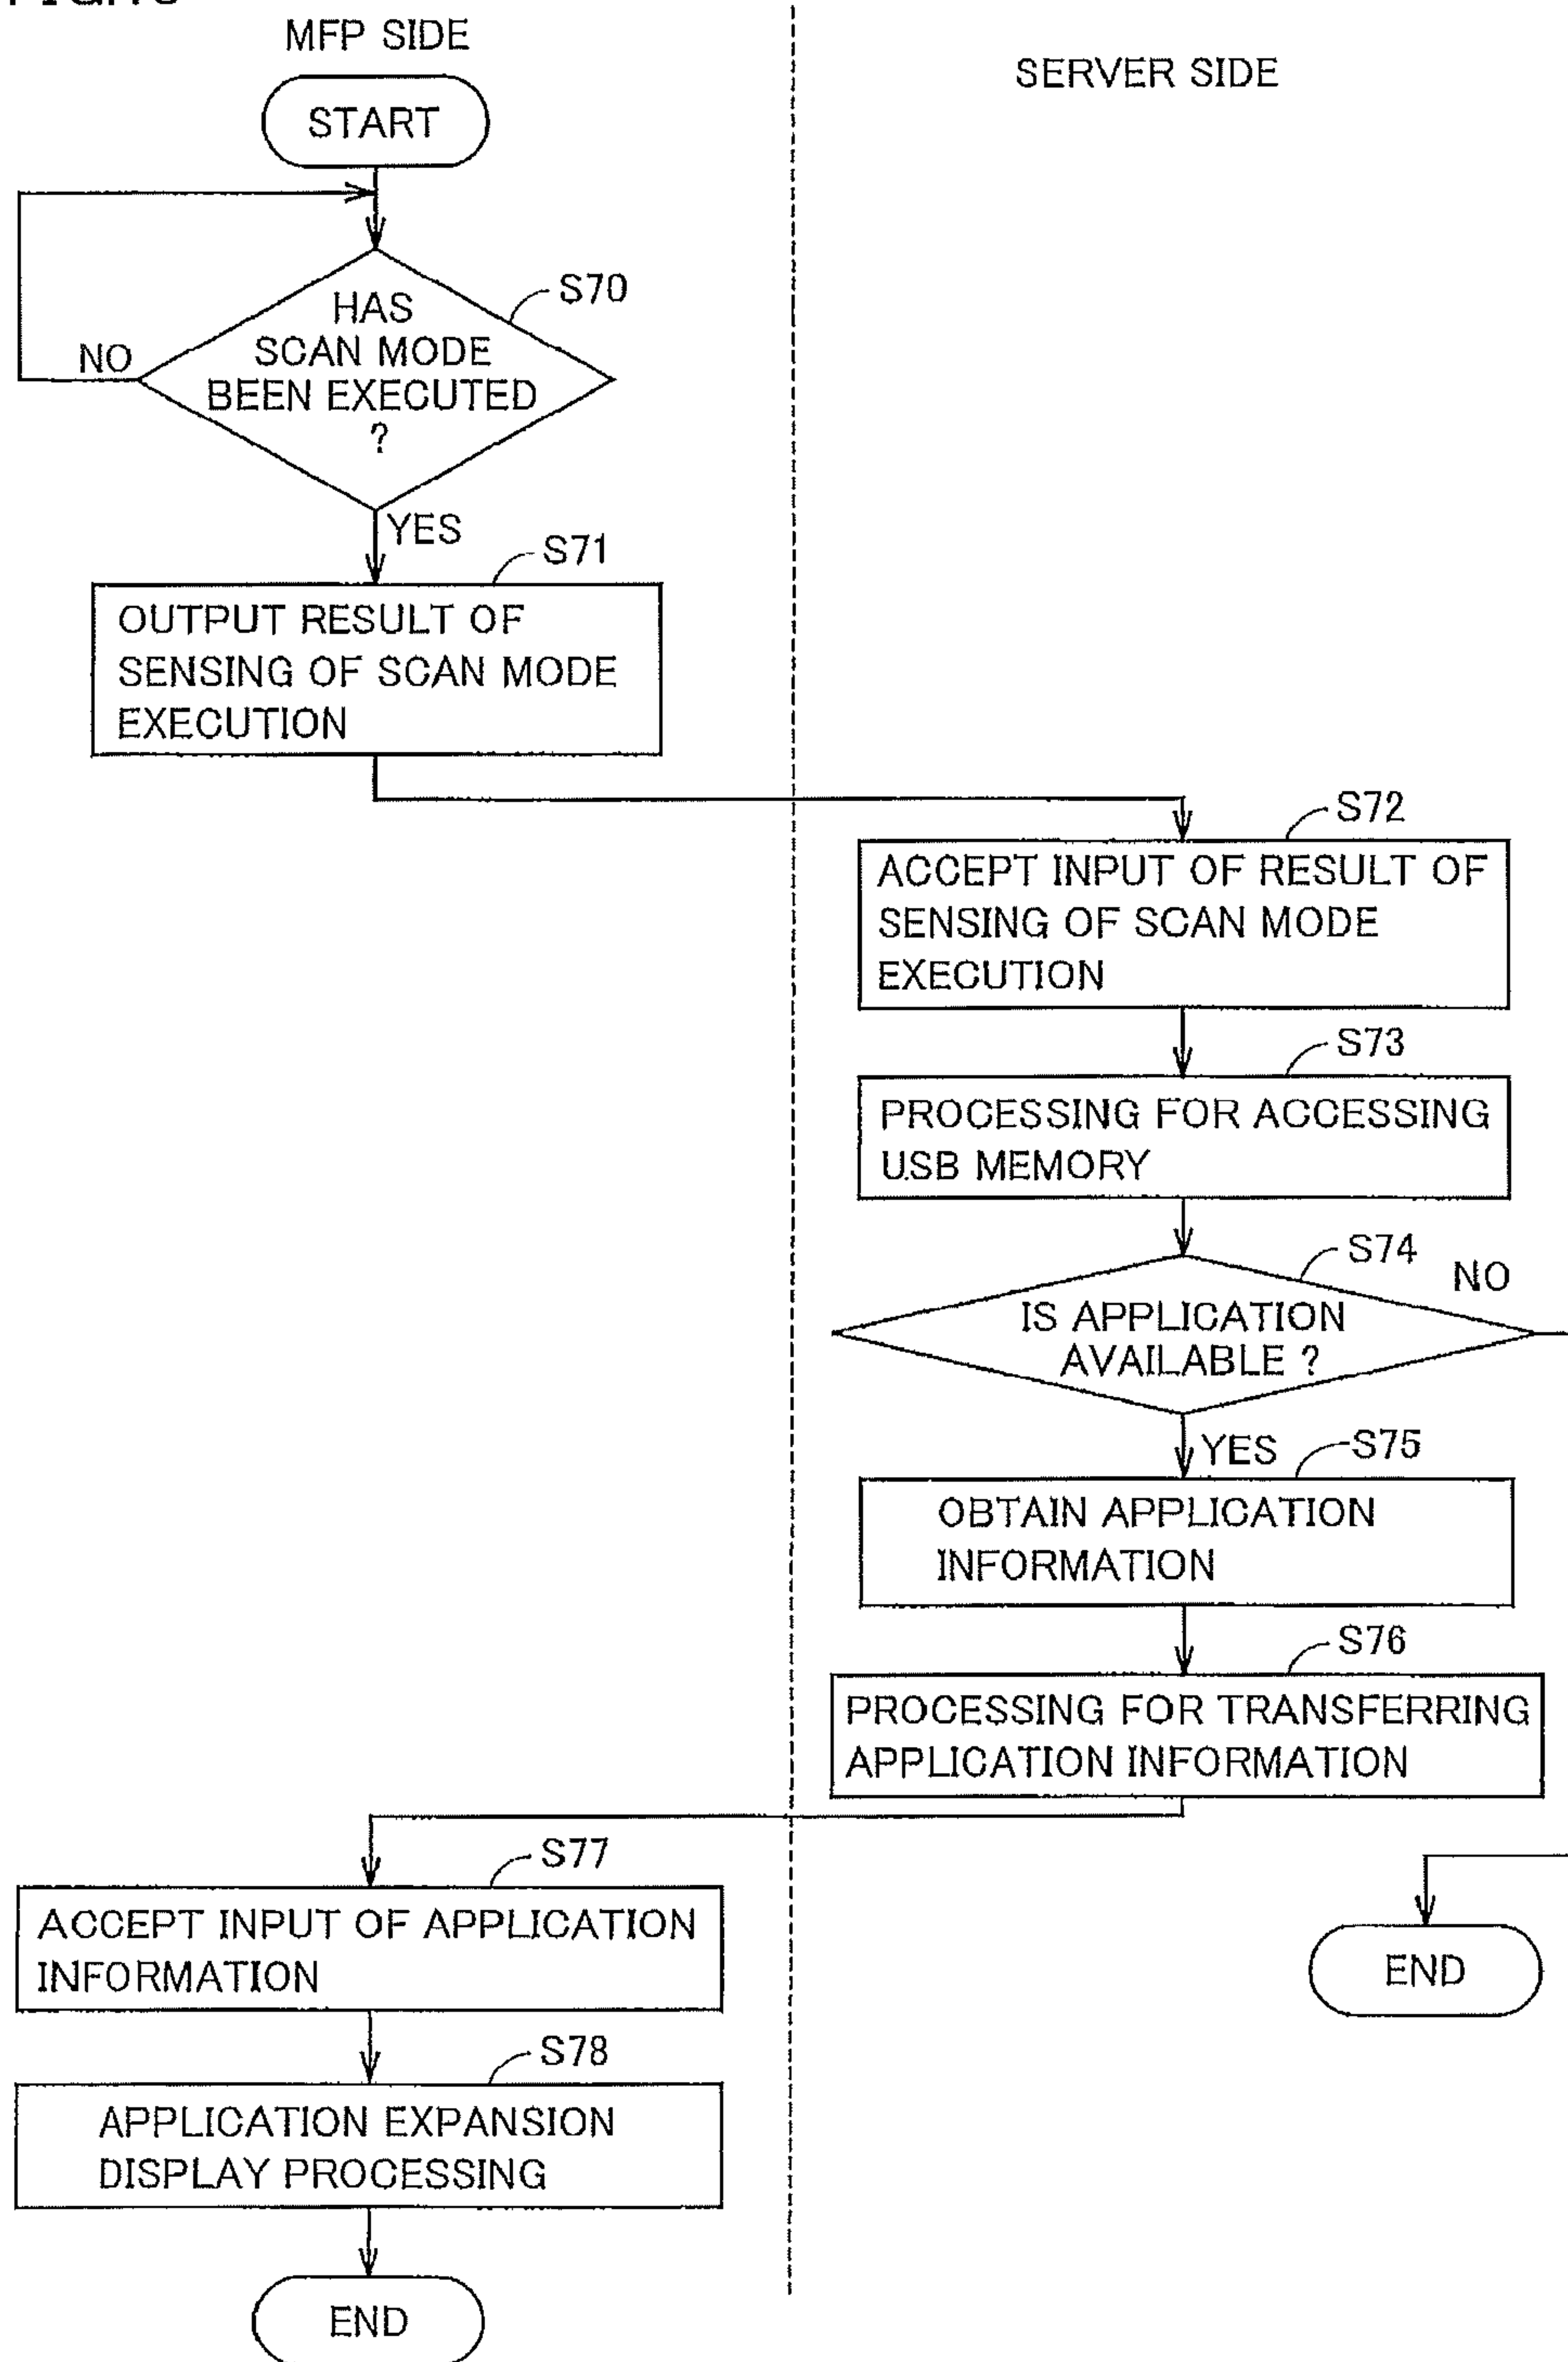 MFP SIDE
SERVER SIDE
START
S70
HAS
SCAN MODE
BEEN EXECUTED
?
NO
YES
S71
OUTPUT RESULT OF
SENSING OF SCAN MODE
EXECUTION
S72
ACCEPT INPUT OF RESULT OF
SENSING OF SCAN MODE
EXECUTION
S73
PROCESSING FOR ACCESSING
USB MEMORY
S74
NO
IS APPLICATION
AVAILABLE ?
YES
S75
OBTAIN APPLICATION
INFORMATION
S76
PROCESSING FOR TRANSFERRING
APPLICATION INFORMATION
S77
ACCEPT INPUT OF APPLICATION
INFORMATION
END
S78
APPLICATION EXPANSION
DISPLAY PROCESSING
END